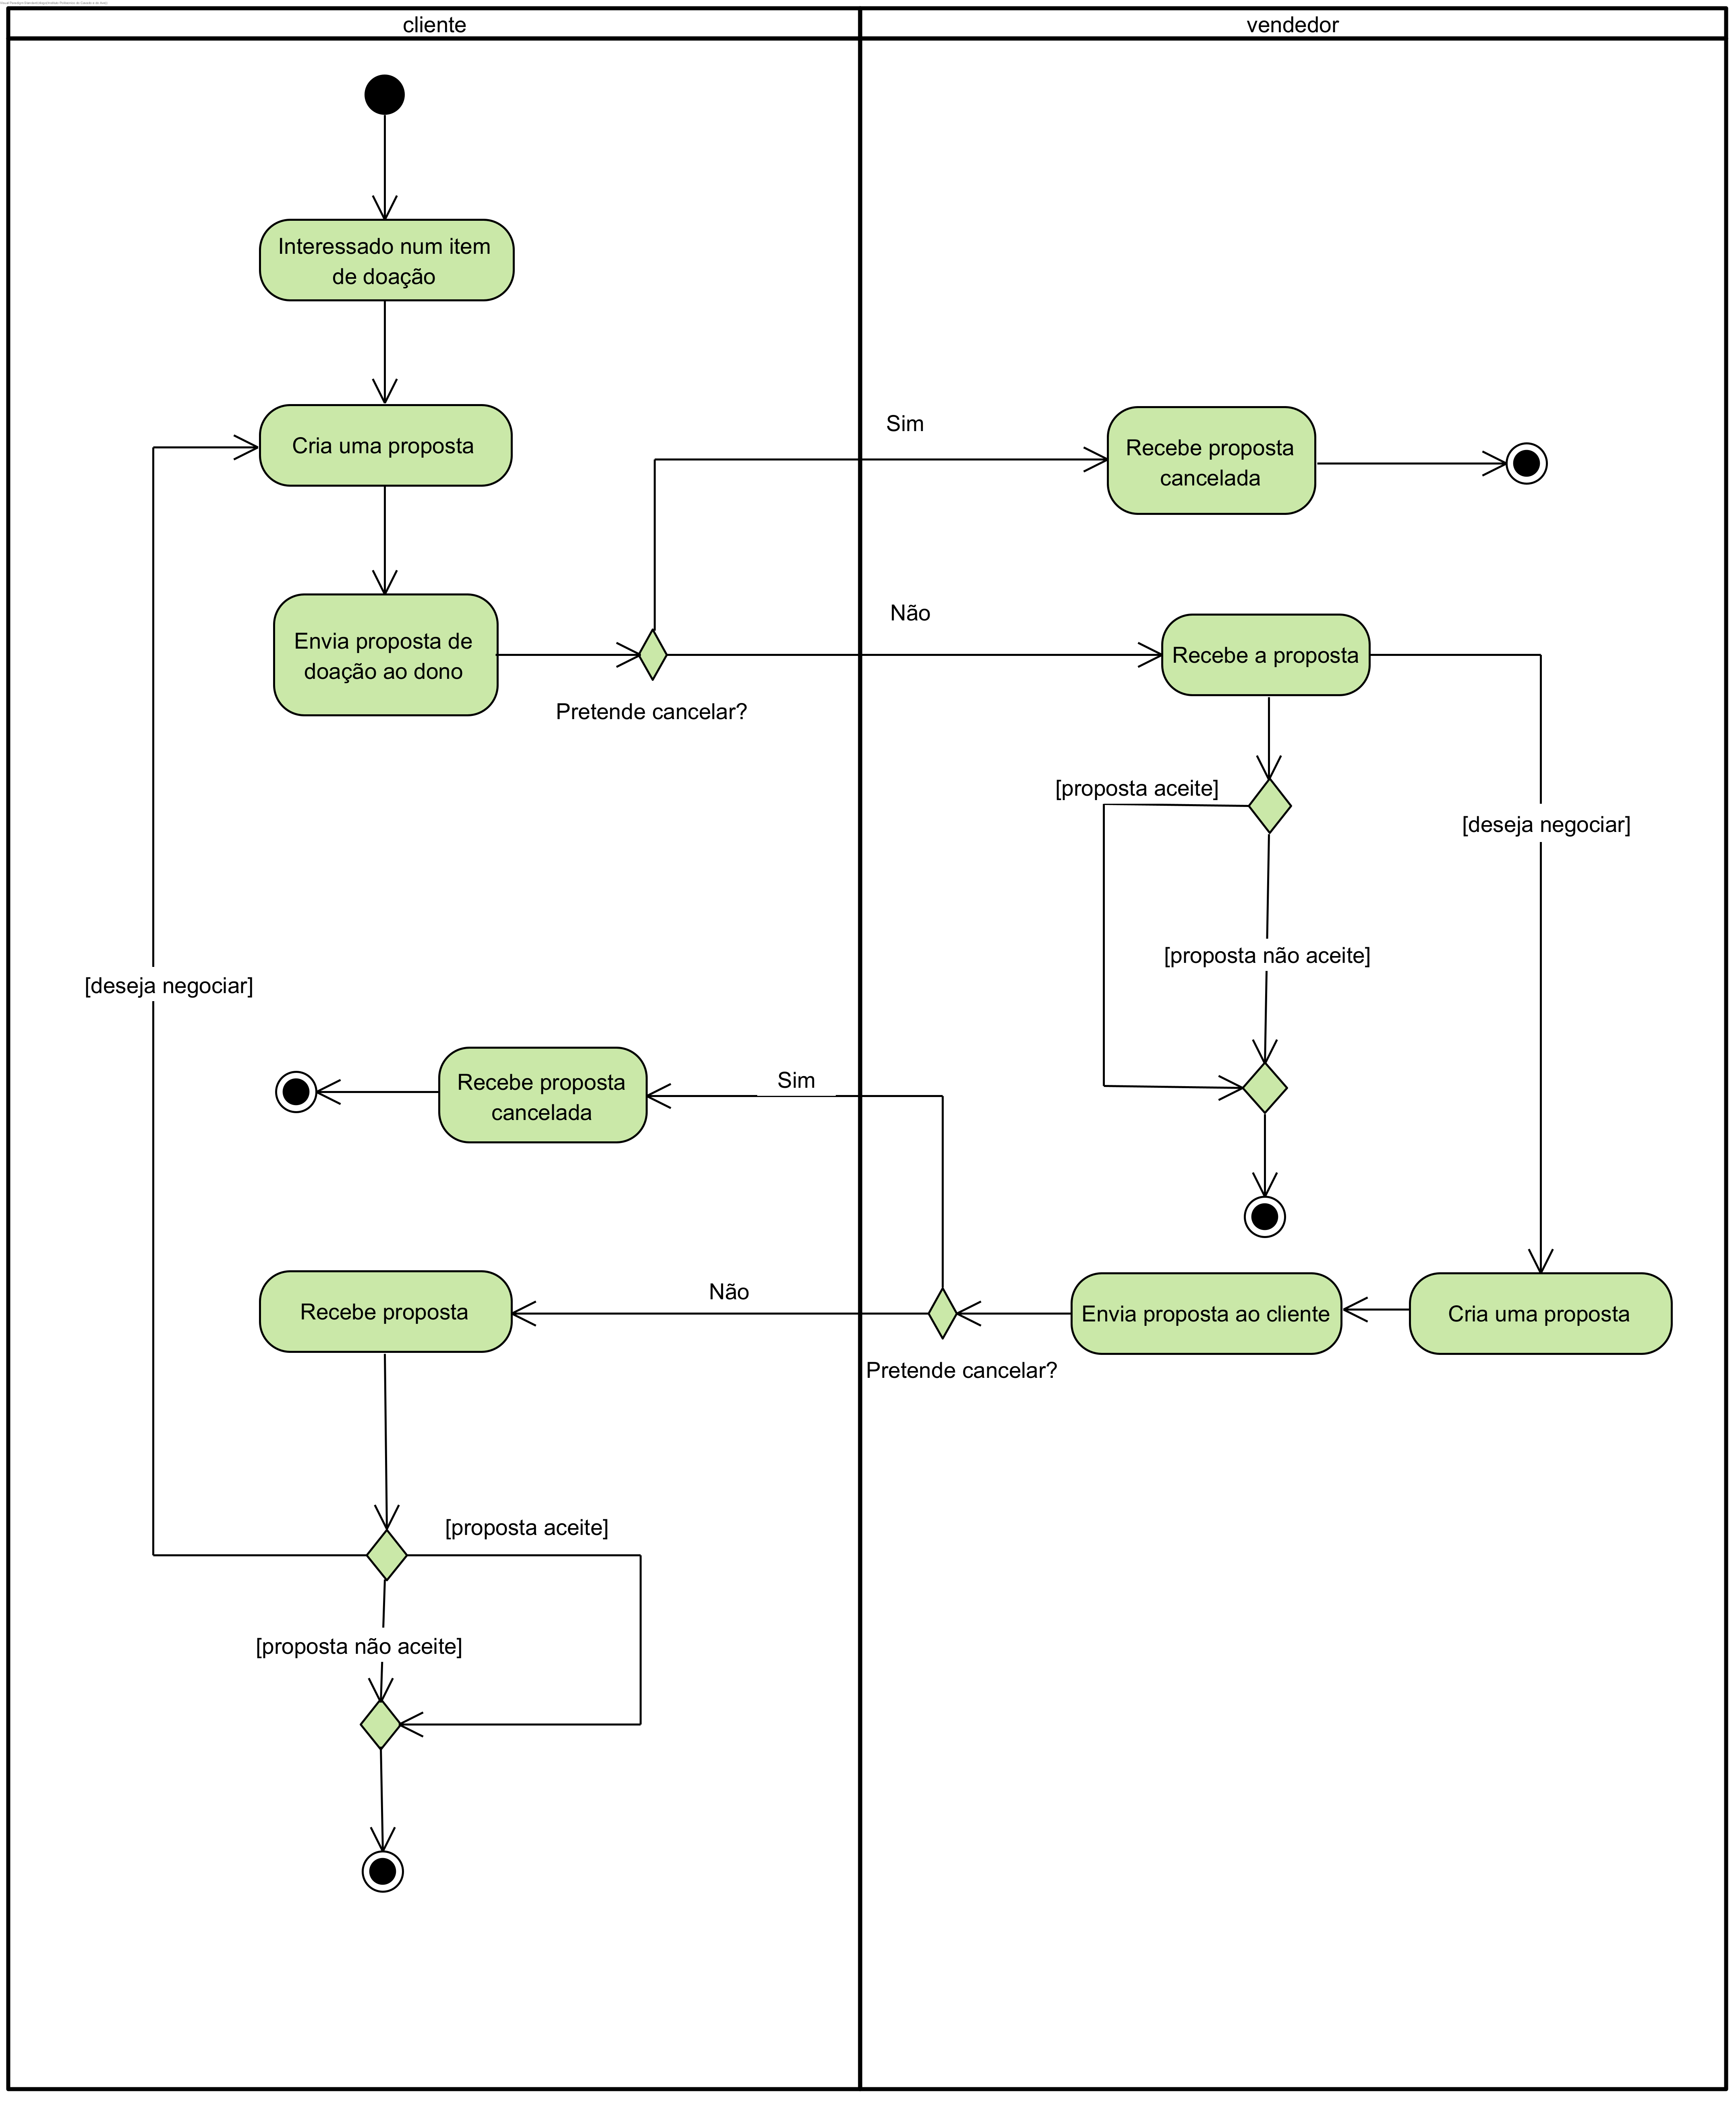 cliente
vendedor
Interessado num item
de doação
Cria uma proposta
Sim
Recebe proposta
cancelada
Envia proposta de
doação ao dono
Pretende cancelar?
Não
Recebe a proposta
[proposta aceite]
[deseja negociar]
[proposta não aceite]
[deseja negociar]
Recebe proposta
cancelada
Sim
Recebe proposta
Não
Pretende cancelar?
Envia proposta ao cliente
Cria uma proposta
[proposta aceite]
[proposta não aceite]